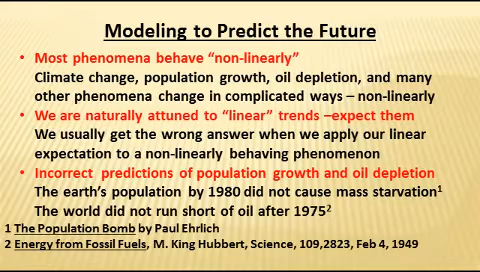 Modeling to Predict the Future
• Most phenomena behave “non-linearly”
Climate change, population growth, oil depletion, and many
other phenomena change in complicated ways – non-linearly
• We are naturally attuned to “linear” trends –expect them
We usually get the wrong answer when we apply our linear
expectation to a non-linearly behaving phenomenon
• Incorrect predictions of population growth and oil depletion
The earth’s population by 1980 did not cause mass starvation¹
The world did not run short of oil after 1975²
1 The Population Bomb by Paul Ehrlich
2 Energy from Fossil Fuels, M. King Hubbert, Science, 109,2823, Feb 4, 1949